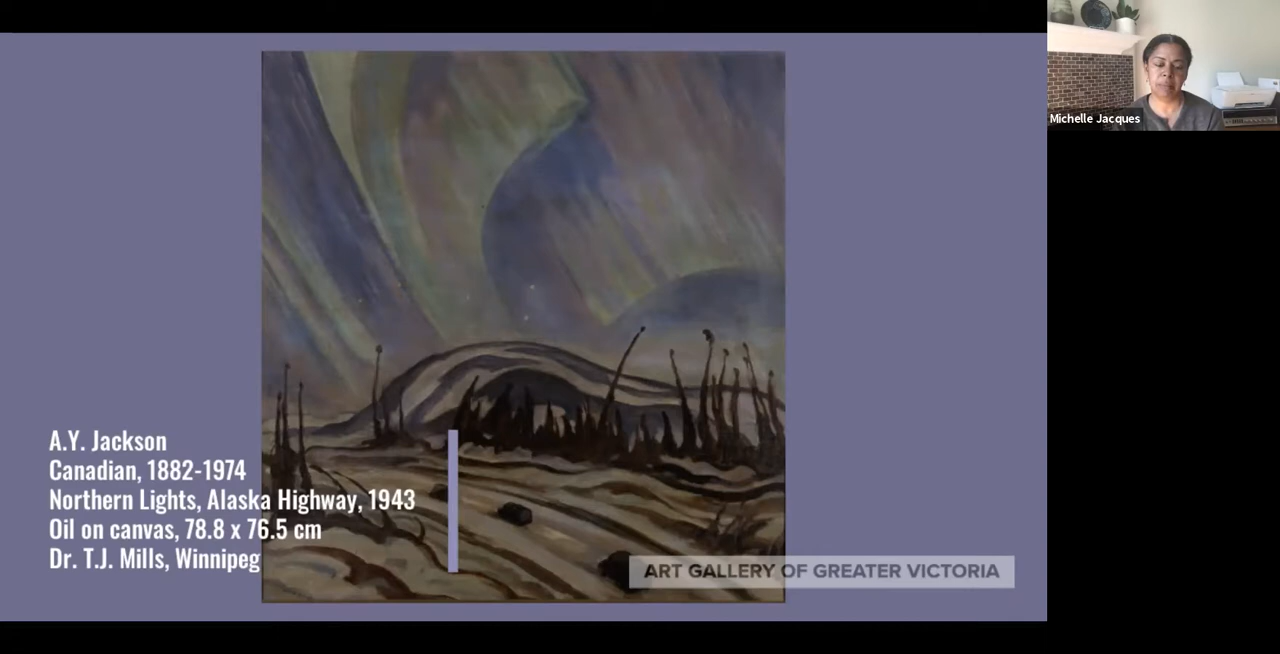 Michelle Jacques
A.Y. Jackson
Canadian, 1882-1974
Northern Lights, Alaska Highway, 1943
Oil on canvas, 78.8 x 76.5 cm
Dr. T.J. Mills, Winnipeg
ART GALLERY OF GREATER VICTORIA